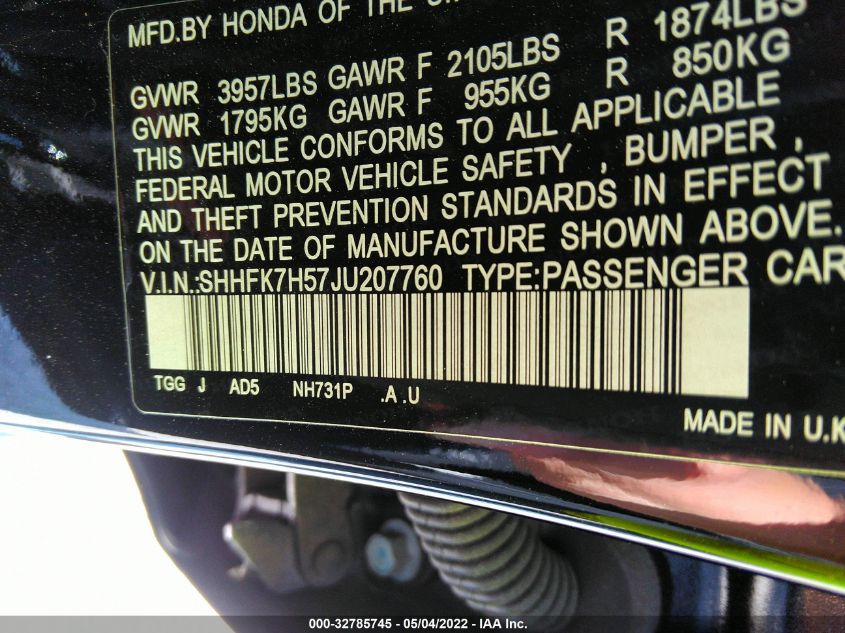 MFD.BY HONDA OF THE
GVWR 3957LBS GAWR F 2105LBS R 1874LBS
GVWR 1795KG GAWR F 955KG R 850KG
THIS VEHICLE CONFORMS TO ALL APPLICABLE
FEDERAL MOTOR VEHICLE SAFETY , BUMPER ,
AND THEFT PREVENTION STANDARDS IN EFFECT
ON THE DATE OF MANUFACTURE SHOWN ABOVE.
V.I.N.:SHHFK7H57JU207760 TYPE:PASSENGER CAR
TGG J AD5 NH731P .A .U
MADE IN U.K
000-32785745 - 05/04/2022 - IAA Inc.